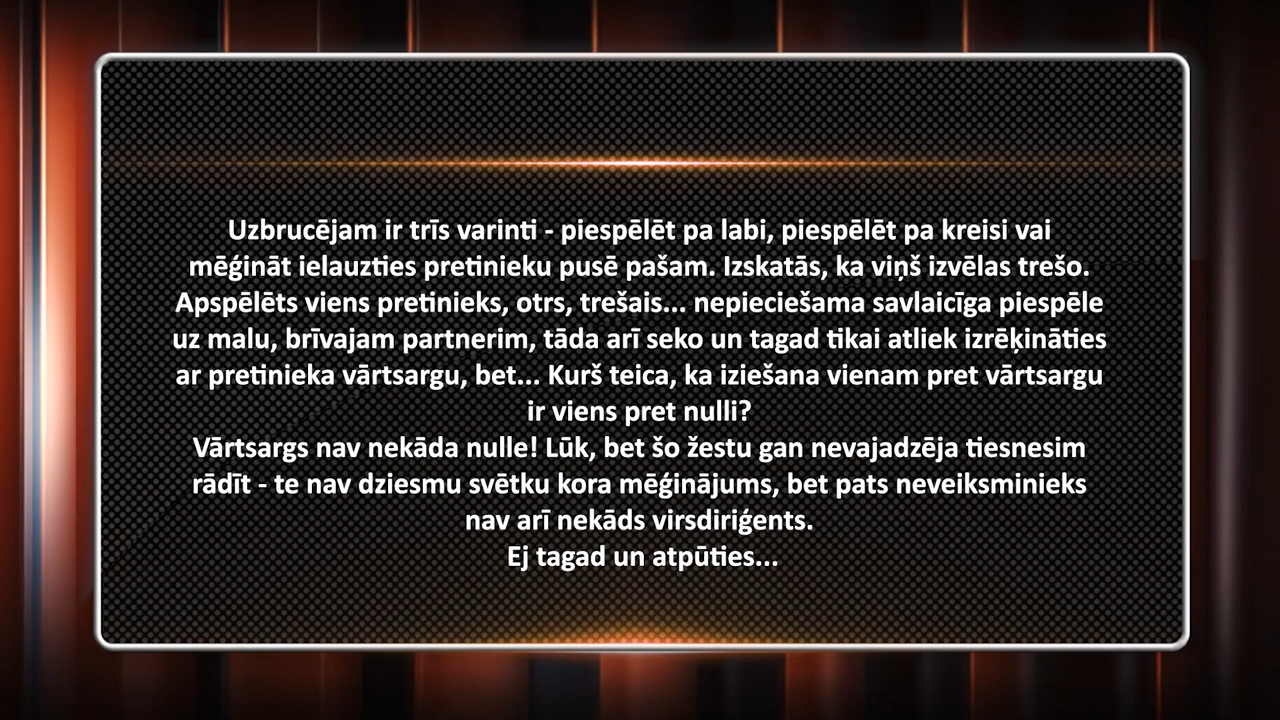 Uzbrucējam ir trīs varinti - piespēlēt pa labi, piespēlēt pa kreisi vai
mēģināt ielauzties pretinieku pusē pašam. Izskatās, ka viņš izvēlas trešo.
Apspēlēts viens pretinieks, otrs, trešais... nepieciešama savlaicīga piespēle
uz malu, brīvajam partnerim, tāda arī seko un tagad tikai atliek izrēķināties
ar pretinieka vārtsargu, bet... Kurš teica, ka iziešana vienam pret vārtsargu
ir viens pret nulli?
Vārtsargs nav nekāda nulle! Lūk, bet šo žestu gan nevajadzēja tiesnesim
rādīt - te nav dziesmu svētku kora mēģinājums, bet pats neveiksminieks
nav arī nekāds virsdiriģents.
Ej tagad un atpūties...